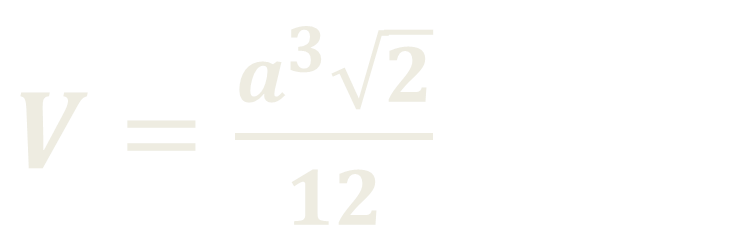 V = a³√2 / 12